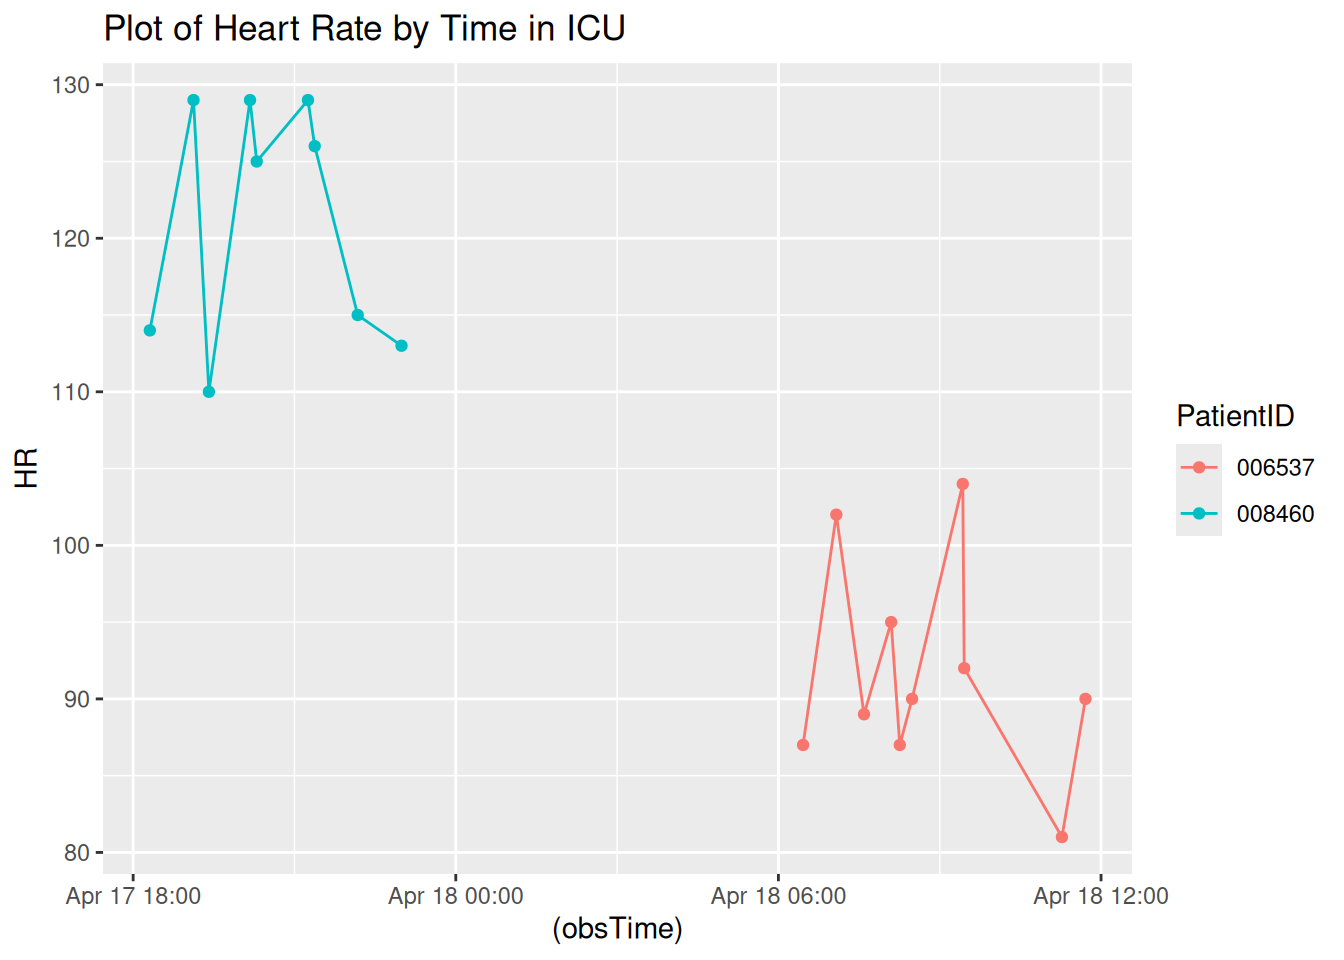 Plot of Heart Rate by Time in ICU
130
120
110
100
90
80
HR
Apr 17 18:00
Apr 18 00:00
Apr 18 06:00
Apr 18 12:00
(obsTime)
PatientID
006537
008460